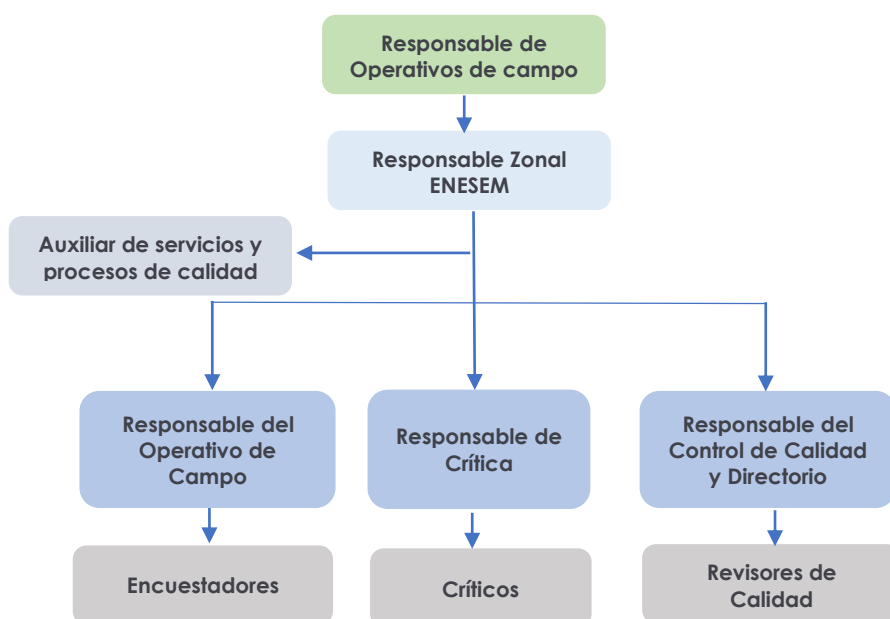 Responsable de
Operativos de campo
Responsable Zonal
ENESEM
Auxiliar de servicios y
procesos de calidad
Responsable del
Operativo de
Campo
Responsable de
Crítica
Responsable del
Control de Calidad
y Directorio
Encuestadores
Críticos
Revisores de
Calidad